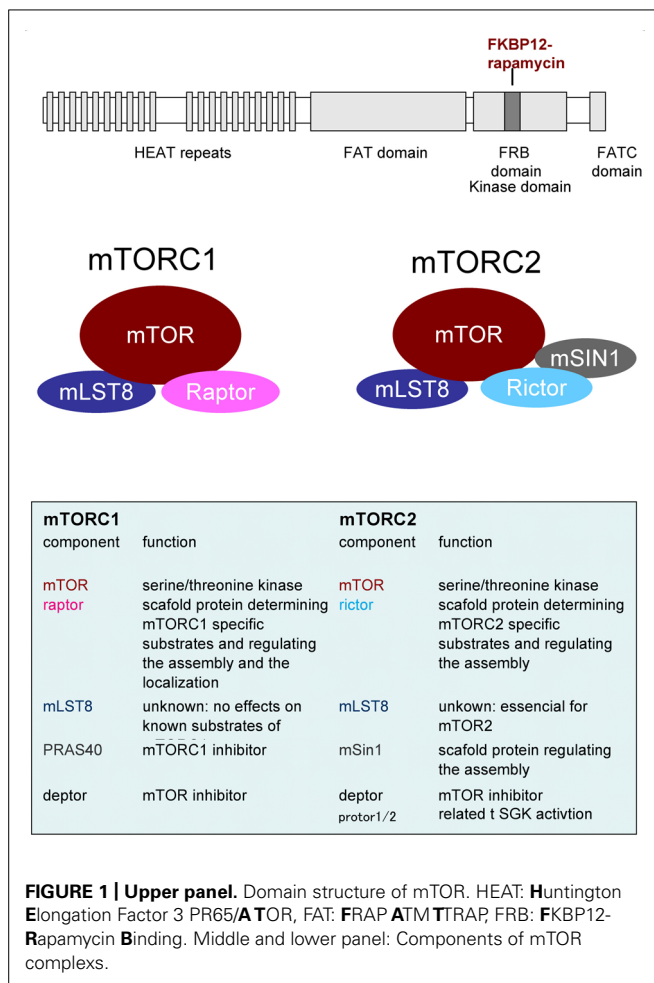 FKBP12-
rapamycin
HEAT repeats
FAT domain
FRB
domain
Kinase domain
FATC
domain
mTORC1
mTOR
mLST8
Raptor
mTORC2
mTOR
mSIN1
mLST8
Rictor
mTORC1
component function
mTOR serine/threonine kinase
raptor scafold protein determining
mTORC1 specific
substrates and regulating
the assembly and the
localization
mLST8 unknown: no effects on
known substrates of
PRAS40 mTORC1 inhibitor
deptor mTOR inhibitor
mTORC2
component function
mTOR serine/threonine kinase
rictor scafold protein determining
mTORC2 specific
substrates and regulating
the assembly
mLST8 unkown: essencial for
mTOR2
mSin1 scafold protein regulating
the assembly
deptor mTOR inhibitor
protor1/2 related t SGK activtion
FIGURE 1 | Upper panel. Domain structure of mTOR. HEAT: Huntington
Elongation Factor 3 PR65/A TOR, FAT: FRAP ATM TTRAP, FRB: FKBP12-
Rapamycin Binding. Middle and lower panel: Components of mTOR
complexs.